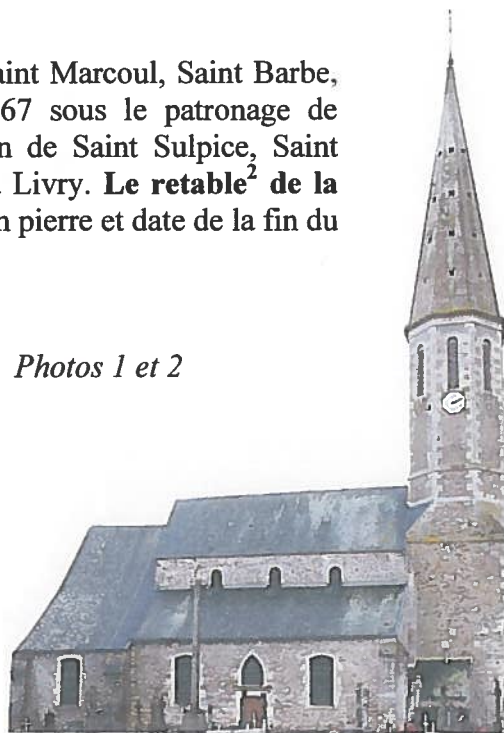 aint Marcoul, Saint Barbe,
67 sous le patronage de
n de Saint Sulpice, Saint
Livry. Le retable² de la
n pierre et date de la fin du
Photos 1 et 2